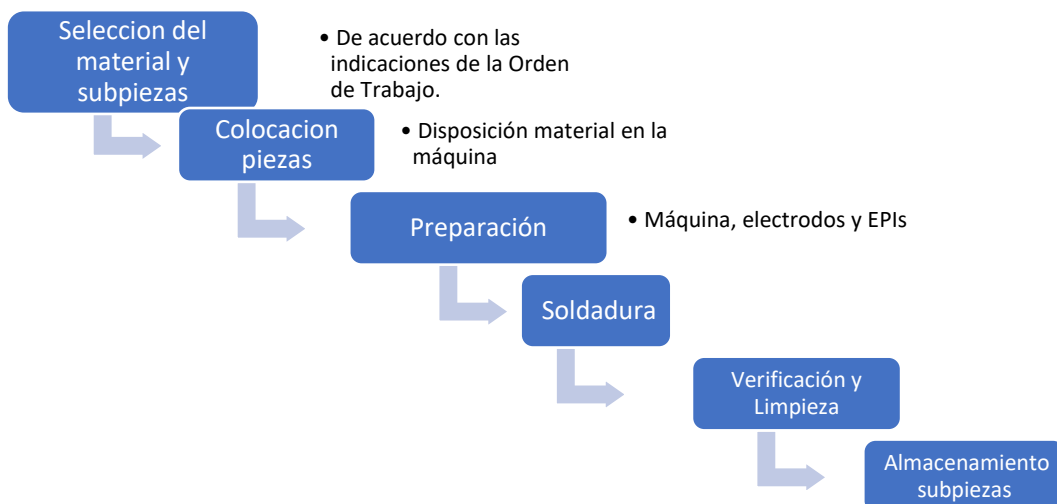 Seleccion del
material y
subpiezas
• De acuerdo con las
indicaciones de la Orden
de Trabajo.
Colocacion
piezas
• Disposición material en la
máquina
Preparación
• Máquina, electrodos y EPIs
Soldadura
Verificación y
Limpieza
Almacenamiento
subpiezas